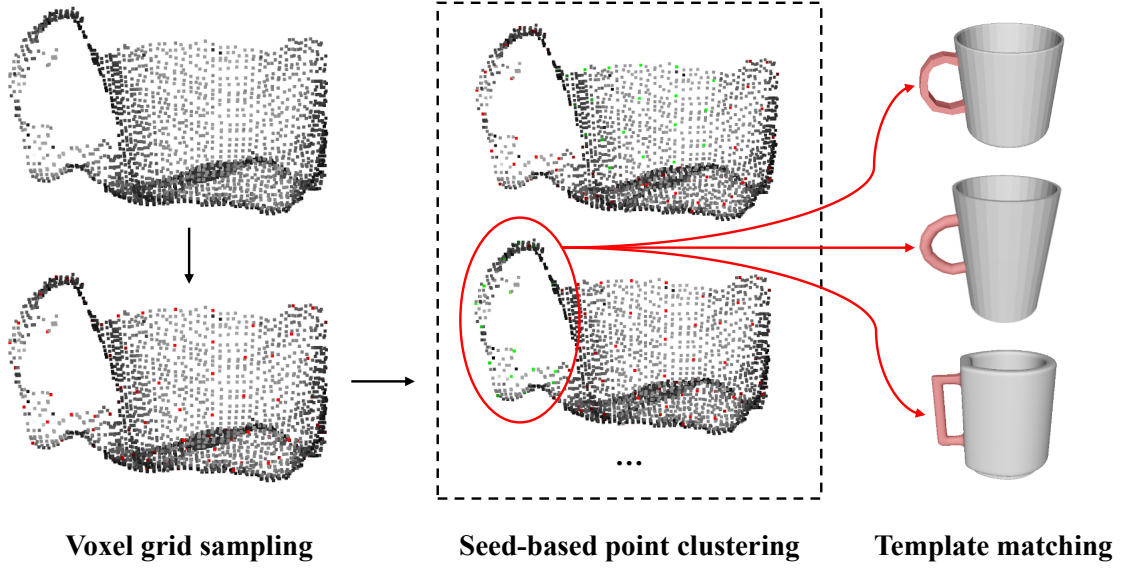 ...
Voxel grid sampling
Seed-based point clustering
Template matching